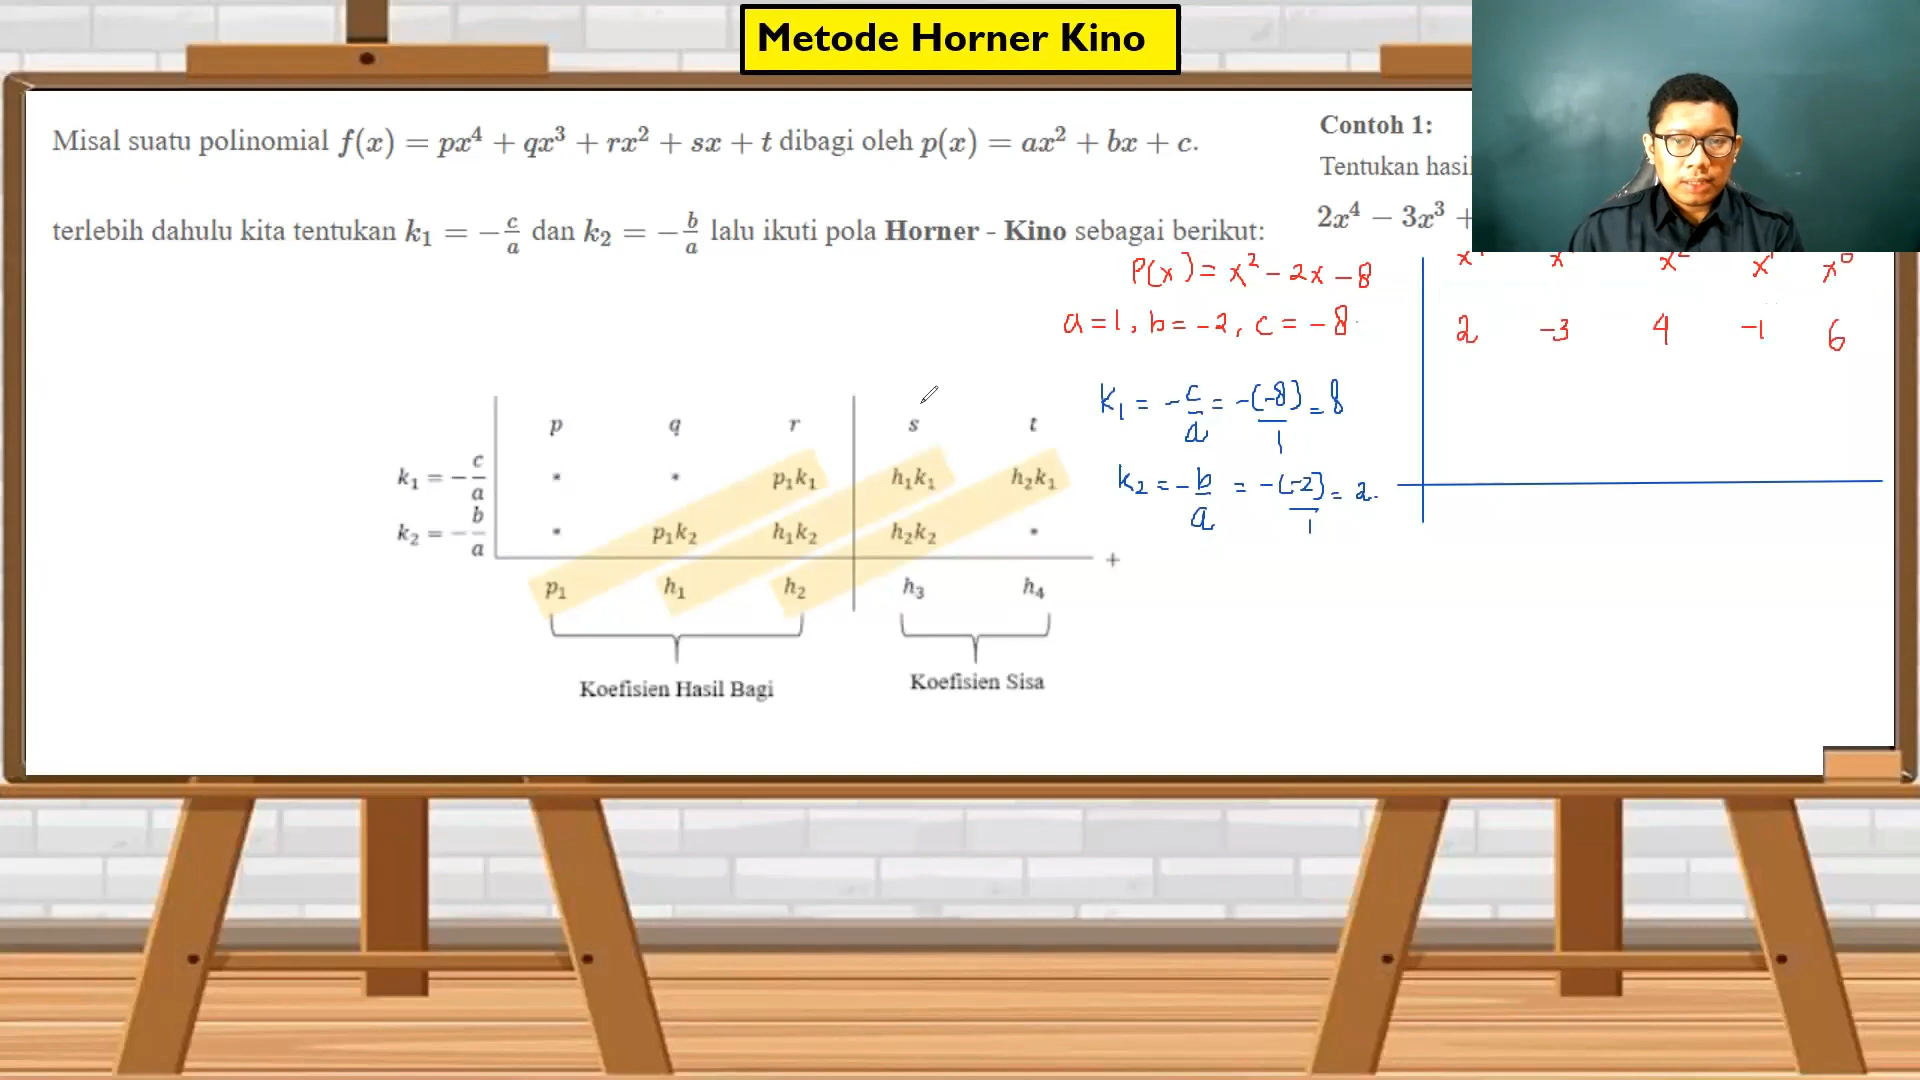 Metode Horner Kino
Misal suatu polinomial f(x) = px⁴ + qx³ + rx² + sx + t dibagi oleh p(x) = ax² + bx + c.
terlebih dahulu kita tentukan k₁ = −c/a dan k₂ = −b/a lalu ikuti pola Horner - Kino sebagai berikut:
p q r s t
k₁ = −c/a * * p₁k₁ h₁k₁ h₂k₁
k₂ = −b/a * p₁k₂ h₁k₂ h₂k₂ *
+
p₁ h₁ h₂ h₃ h₄
Koefisien Hasil Bagi
Koefisien Sisa
Contoh 1:
Tentukan hasil
2x⁴ − 3x³ +
P(x) = x² − 2x − 8
a = 1, b = −2, c = −8.
k₁ = −c/a = −(−8)/1 = 8
k₂ = −b/a = −(−2)/1 = 2.
x² x¹ x⁰
2 −3 4 −1 6